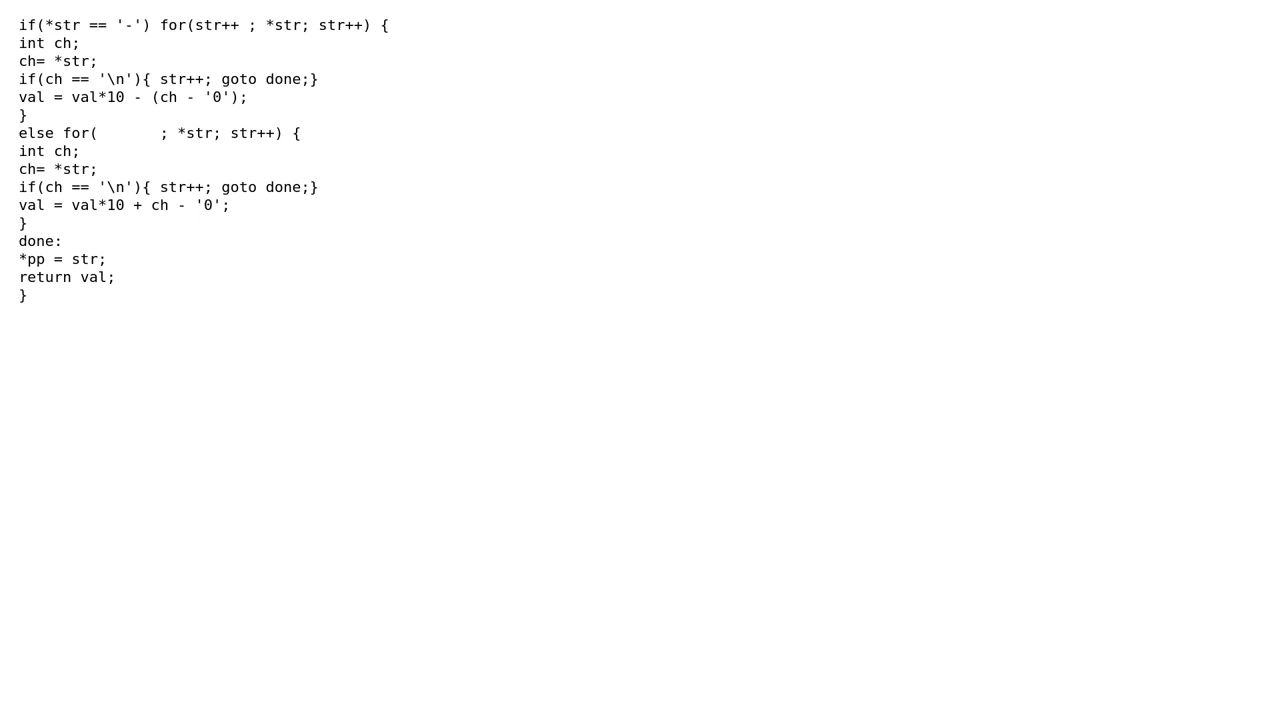 if(*str == '-') for(str++ ; *str; str++) {
int ch;
ch= *str;
if(ch == '\n'){ str++; goto done;}
val = val*10 - (ch - '0');
}
else for(       ; *str; str++) {
int ch;
ch= *str;
if(ch == '\n'){ str++; goto done;}
val = val*10 + ch - '0';
}
done:
*pp = str;
return val;
}